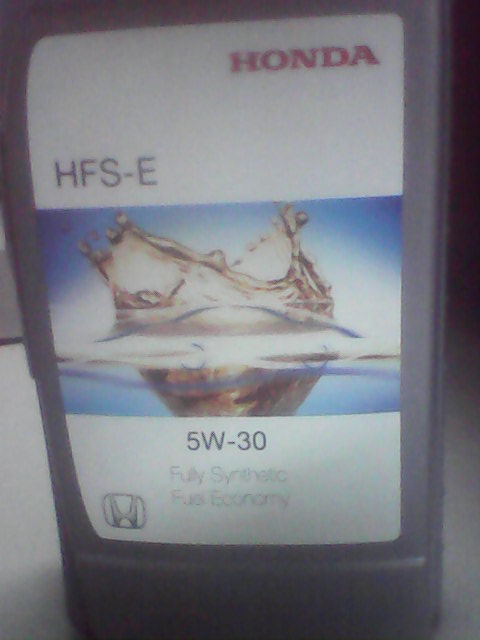 HONDA
HFS-E
5W-30
Fully Synthetic
Fuel Economy